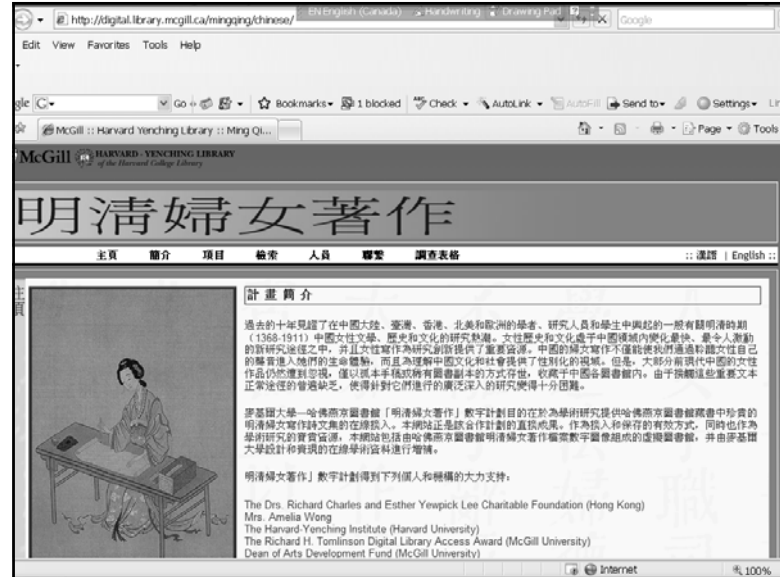 http://digital.library.mcgill.ca/mingqing/chinese/
EN English (Canada) Handwriting Drawing Pad
Google
Edit View Favorites Tools Help
gle G Go Bookmarks 1 blocked Check AutoLink AutoFill Send to Settings
McGill :: Harvard Yenching Library :: Ming Qi... Page Tools
McGill HARVARD-YENCHING LIBRARY
of the Harvard College Library
明清婦女著作
主頁 簡介 項目 檢索 人員 聯繫 調查表格 :: 漢語 | English ::
主頁
計畫簡介
過去的十年見證了在中國大陸、臺灣、香港、北美和歐洲的學者、研究人員和學生中興起的一般有關明清時期
（1368-1911）中國女性文學、歷史和文化的研究熱潮。女性歷史和文化處于中國領域内變化最快、最令人激動
的新研究途徑之中，并且女性寫作為研究創新提供了重要資源。中國的婦女寫作不僅能使我們通過聆聽女性自己
的聲音進入她們的生命體驗，而且為理解中國文化和社會提供了性別化的視域。但是，大部分前現代中國的女性
作品仍然遭到忽視，僅以孤本手稿或稀有圖書副本的方式存世，收藏于中國各圖書館内。由于接觸這些重要文本
正常途徑的普遍缺乏，使得針對它們進行的廣泛深入的研究變得十分困難。
麥基爾大學—哈佛燕京圖書館「明清婦女著作」數字計劃目的在於為學術研究提供哈佛燕京圖書館藏書中珍貴的
明清婦女寫作詩文集的在線接入。本網站正是該合作計劃的直接成果。作為接入和保存的有效方式，同時也作為
學術研究的寶貴資源，本網站包括由哈佛燕京圖書館明清婦女著作檔案數字圖像組成的虛擬圖書館，并由麥基爾
大學設計和實現的在線學術資料進行增補。
明清婦女著作」數字計劃得到下列個人和機構的大力支持：
The Drs. Richard Charles and Esther Yewpick Lee Charitable Foundation (Hong Kong)
Mrs. Amelia Wong
The Harvard-Yenching Institute (Harvard University)
The Richard H. Tomlinson Digital Library Access Award (McGill University)
Dean of Arts Development Fund (McGill University)
Internet 100%